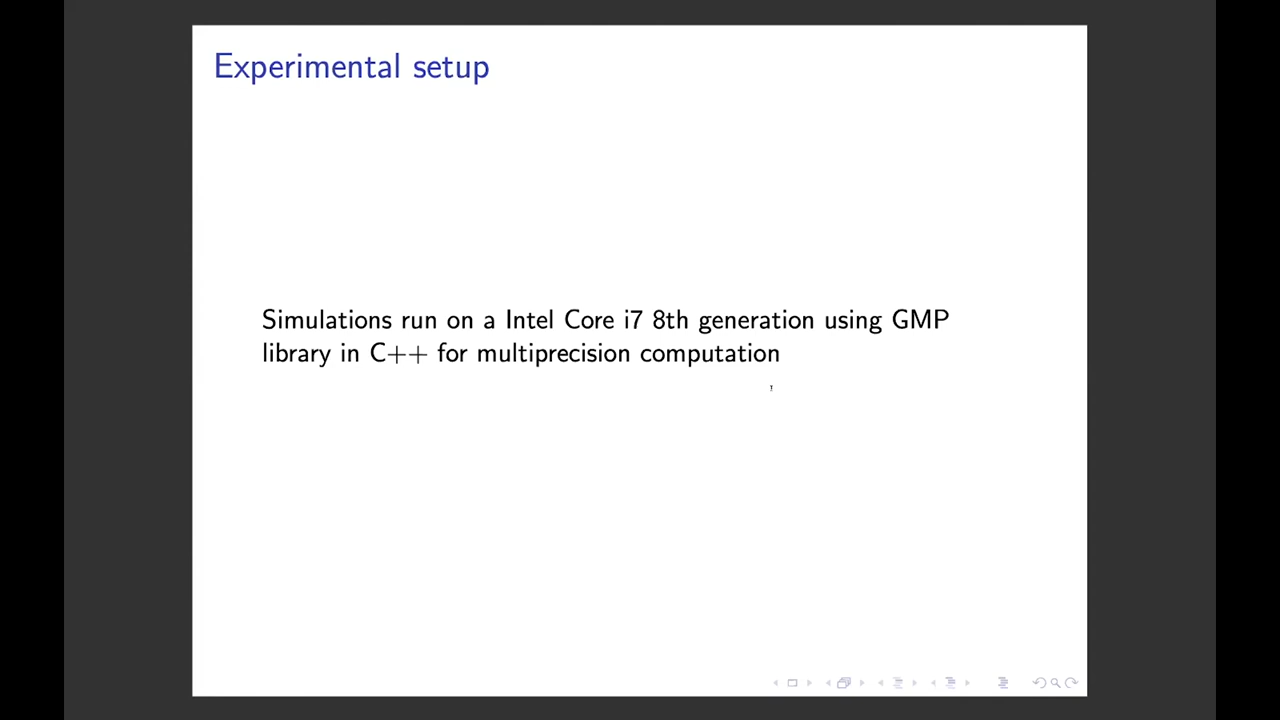 Experimental setup
Simulations run on a Intel Core i7 8th generation using GMP
library in C++ for multiprecision computation